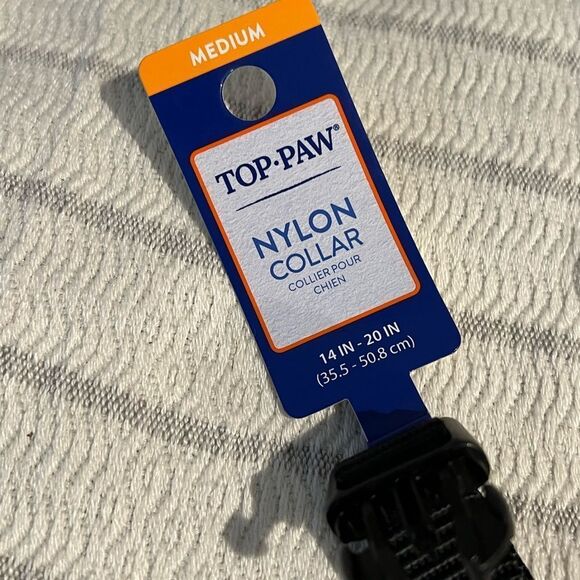 MEDIUM
TOP·PAW®
NYLON
COLLAR
COLLIER POUR
CHIEN
14 IN - 20 IN
(35.5 - 50.8 cm)